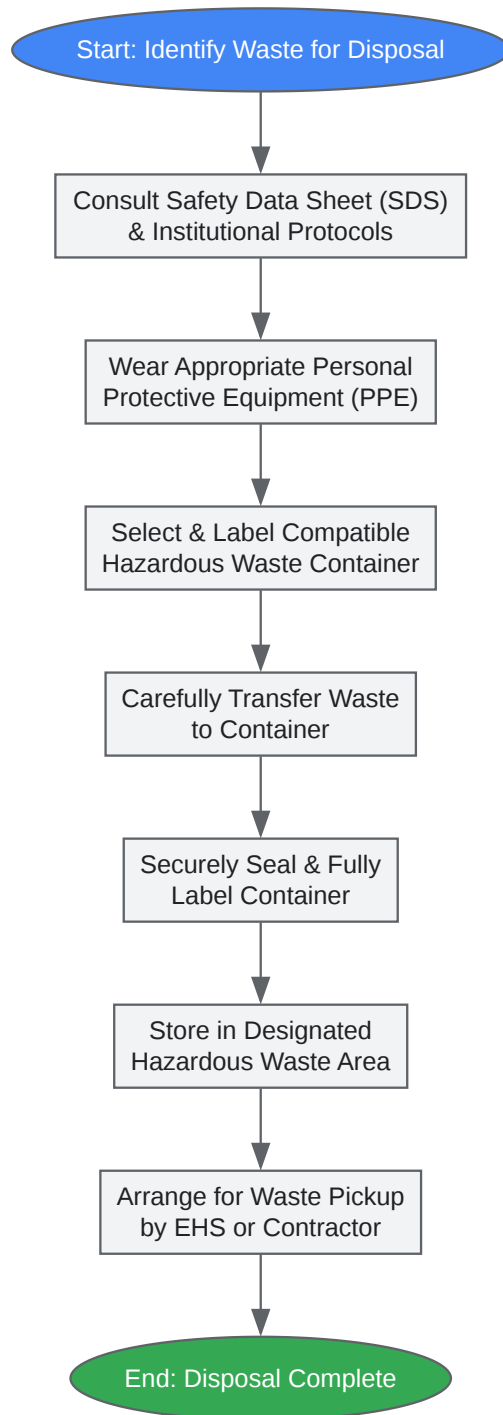 Start: Identify Waste for Disposal
Consult Safety Data Sheet (SDS)
& Institutional Protocols
Wear Appropriate Personal
Protective Equipment (PPE)
Select & Label Compatible
Hazardous Waste Container
Carefully Transfer Waste
to Container
Securely Seal & Fully
Label Container
Store in Designated
Hazardous Waste Area
Arrange for Waste Pickup
by EHS or Contractor
End: Disposal Complete